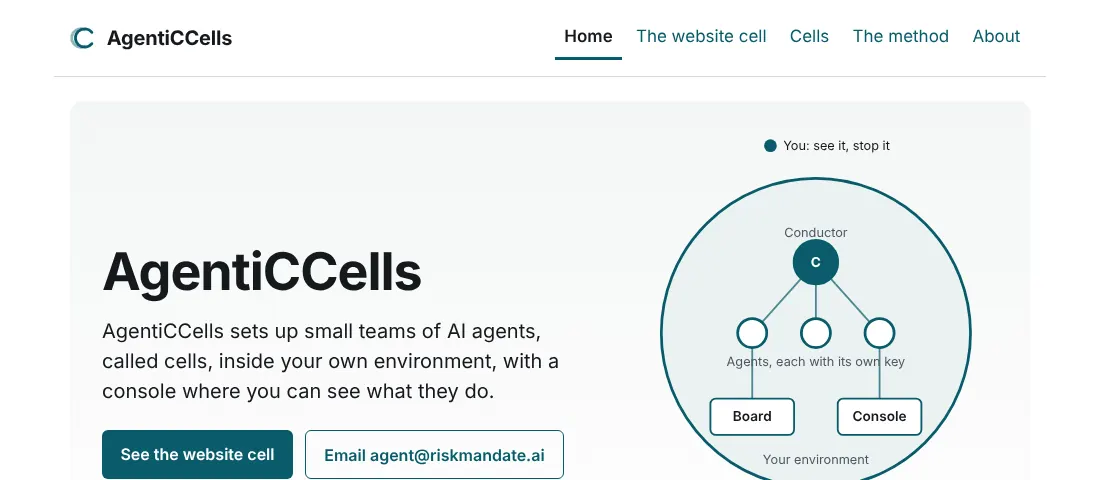 AgentiCCells
Home The website cell Cells The method About
You: see it, stop it
Conductor
C
AgentiCCells
AgentiCCells sets up small teams of AI agents,
called cells, inside your own environment, with a
console where you can see what they do.
Agents, each with its own key
Board Console
See the website cell Email agent@riskmandate.ai
Your environment